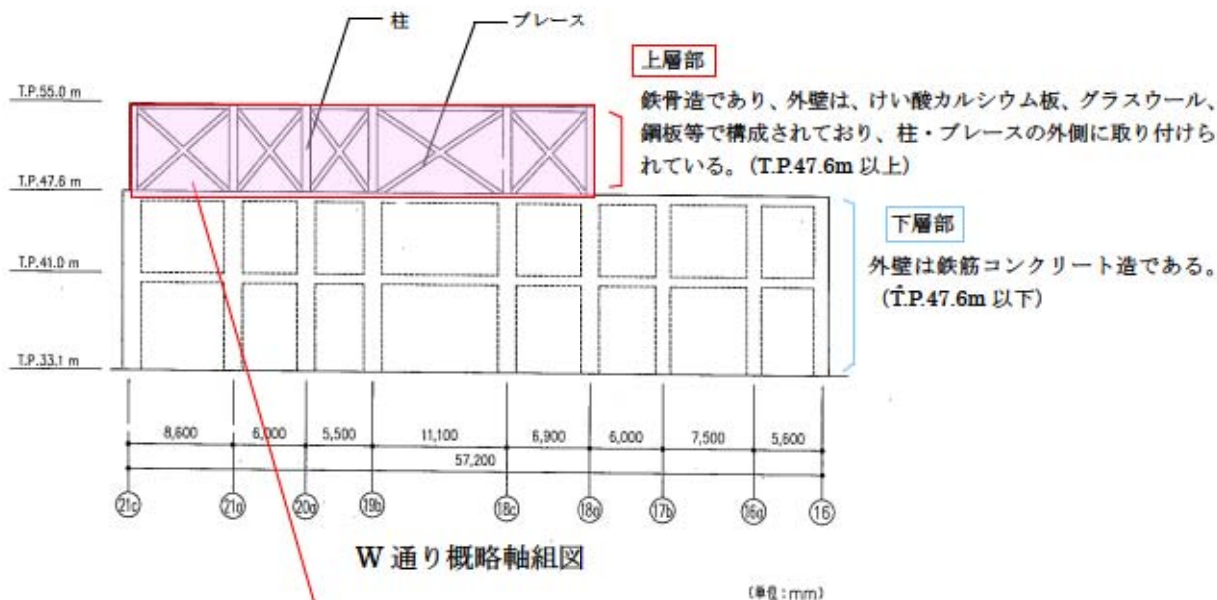 柱
ブレース
上層部
鉄骨造であり、外壁は、けい酸カルシウム板、グラスウール、
鋼板等で構成されており、柱・ブレースの外側に取り付けら
れている。(T.P.47.6m 以上)
T.P.55.0 m
T.P.47.6 m
下層部
外壁は鉄筋コンクリート造である。
(T.P.47.6m 以下)
T.P.41.0 m
T.P.33.1 m
8,600 6,000 5,500 11,100 6,900 6,000 7,500 5,600
57,200
21c 21a 20a 19b 18c 18a 17b 16a 16
W 通り概略軸組図
(単位:mm)